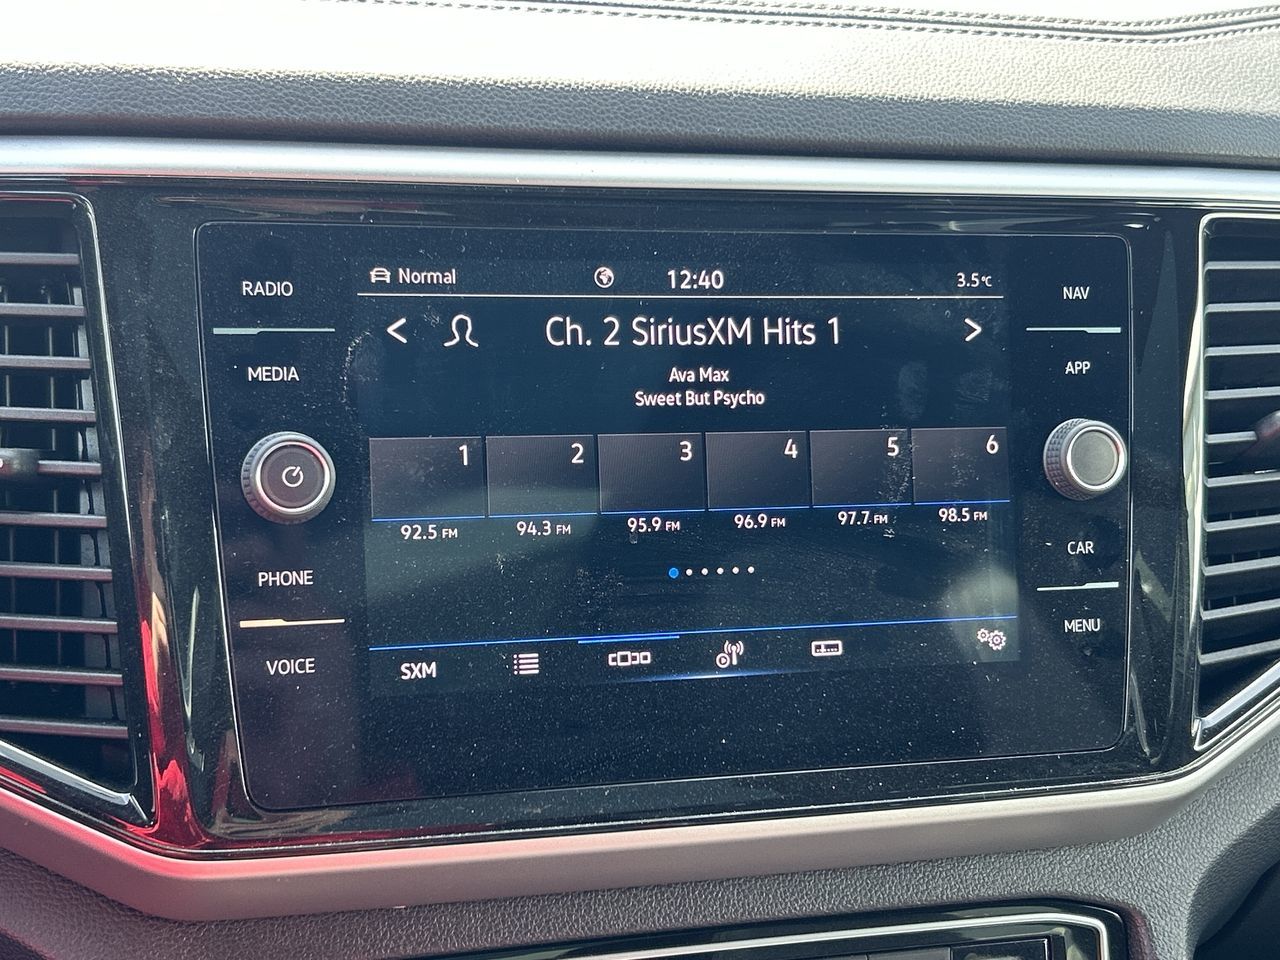 RADIO
MEDIA
PHONE
VOICE
Normal
12:40
3.5°C
< Ch. 2 SiriusXM Hits 1 >
Ava Max
Sweet But Psycho
1 2 3 4 5 6
92.5 FM 94.3 FM 95.9 FM 96.9 FM 97.7 FM 98.5 FM
SXM
NAV
APP
CAR
MENU